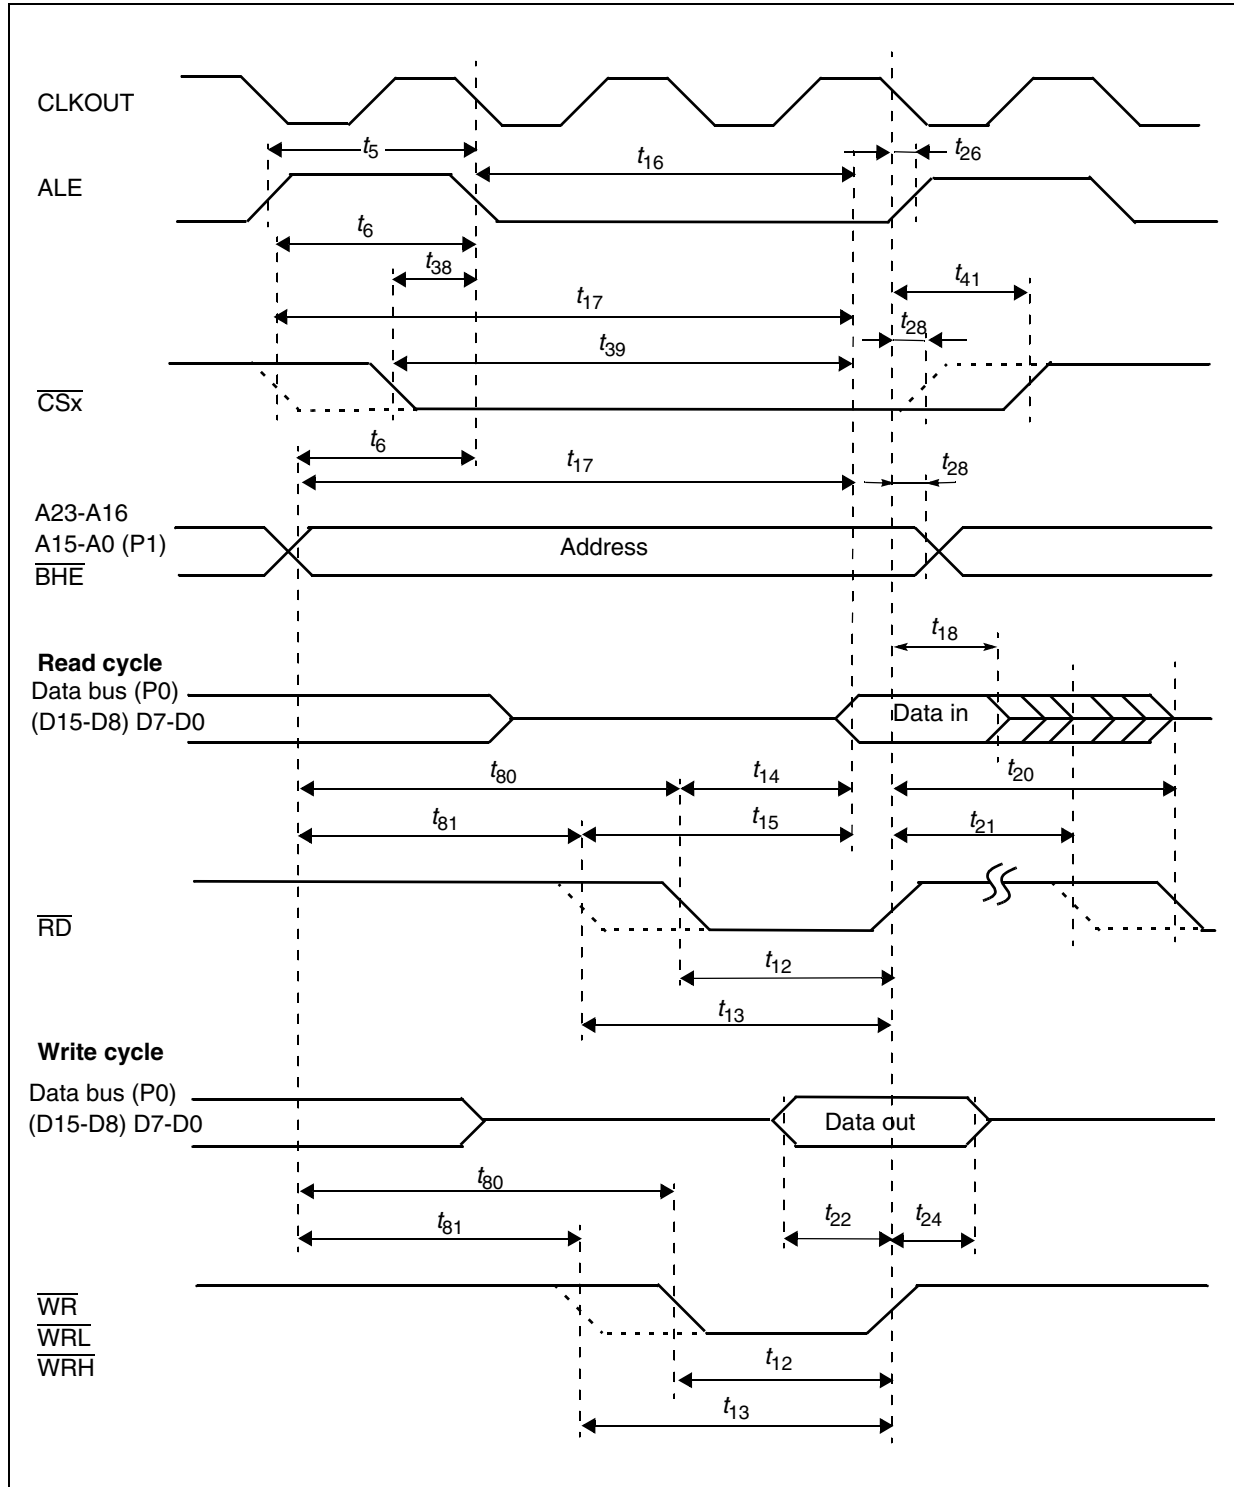 CLKOUT
t5
t16
t26
ALE
t6
t38
t41
t17
t28
t39
CSx
t6
t17
t28
A23-A16
A15-A0 (P1)
Address
BHE
t18
Read cycle
Data bus (P0)
(D15-D8) D7-D0
Data in
t80
t14
t20
t81
t15
t21
RD
t12
t13
Write cycle
Data bus (P0)
(D15-D8) D7-D0
Data out
t80
t22
t24
t81
WR
WRL
WRH
t12
t13